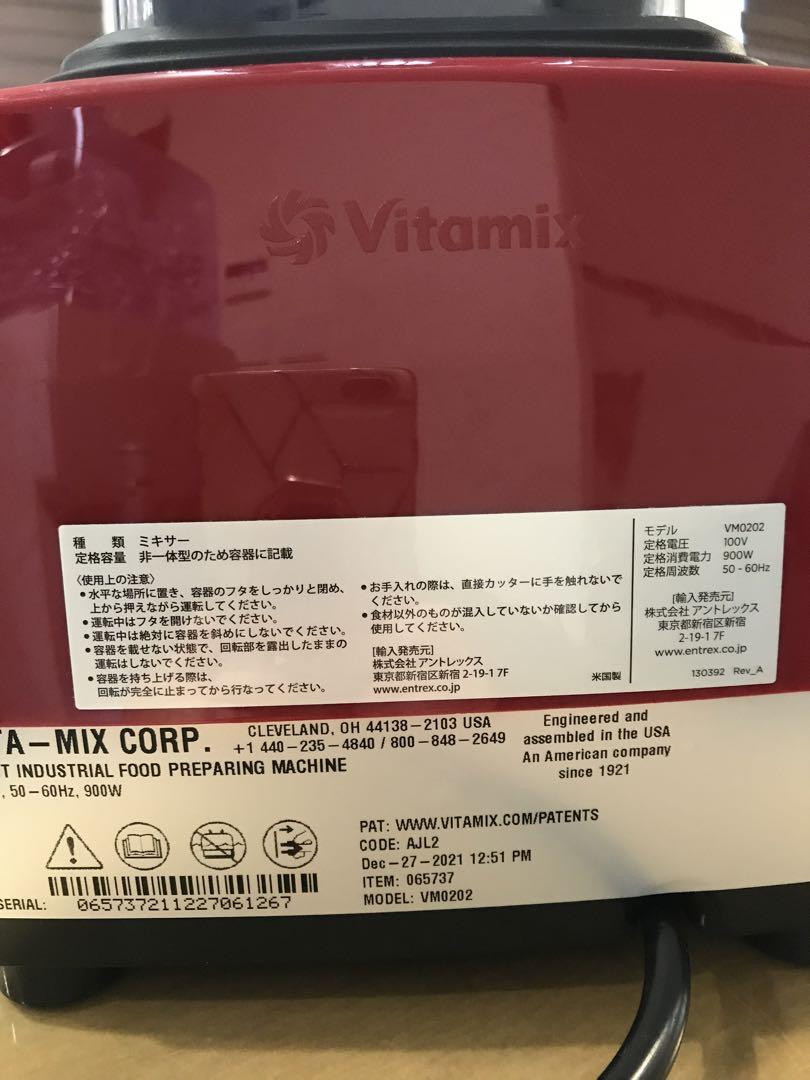 Vitamix
種 類 ミキサー
定格容量 非一体型のため容器に記載
〈使用上の注意〉
●水平な場所に置き、容器のフタをしっかりと閉め、
上から押えながら運転してください。
●運転中はフタを開けないでください。
●運転中は絶対に容器を斜めにしないでください。
●容器を載せない状態で、回転部を露出したままの
運転はしないでください。
●容器を持ち上げる際は、
回転が完全に止まってから行なってください。
●お手入れの際は、直接カッターに手を触れないで
ください。
●食材以外のものが混入していないか確認してから
使用してください。
[輸入発売元]
株式会社 アントレックス
東京都新宿区新宿 2-19-1 7F
www.entrex.co.jp
米国製
モデル VM0202
定格電圧 100V
定格消費電力 900W
定格周波数 50 - 60Hz
[輸入発売元]
株式会社 アントレックス
東京都新宿区新宿
2-19-1 7F
www.entrex.co.jp
130392 Rev_A
TA-MIX CORP.
CLEVELAND, OH 44138-2103 USA
+1 440-235-4840 / 800-848-2649
T INDUSTRIAL FOOD PREPARING MACHINE
, 50-60Hz, 900W
Engineered and
assembled in the USA
An American company
since 1921
PAT: WWW.VITAMIX.COM/PATENTS
CODE: AJL2
Dec-27-2021 12:51 PM
ITEM: 065737
MODEL: VM0202
SERIAL: 065737211227061267